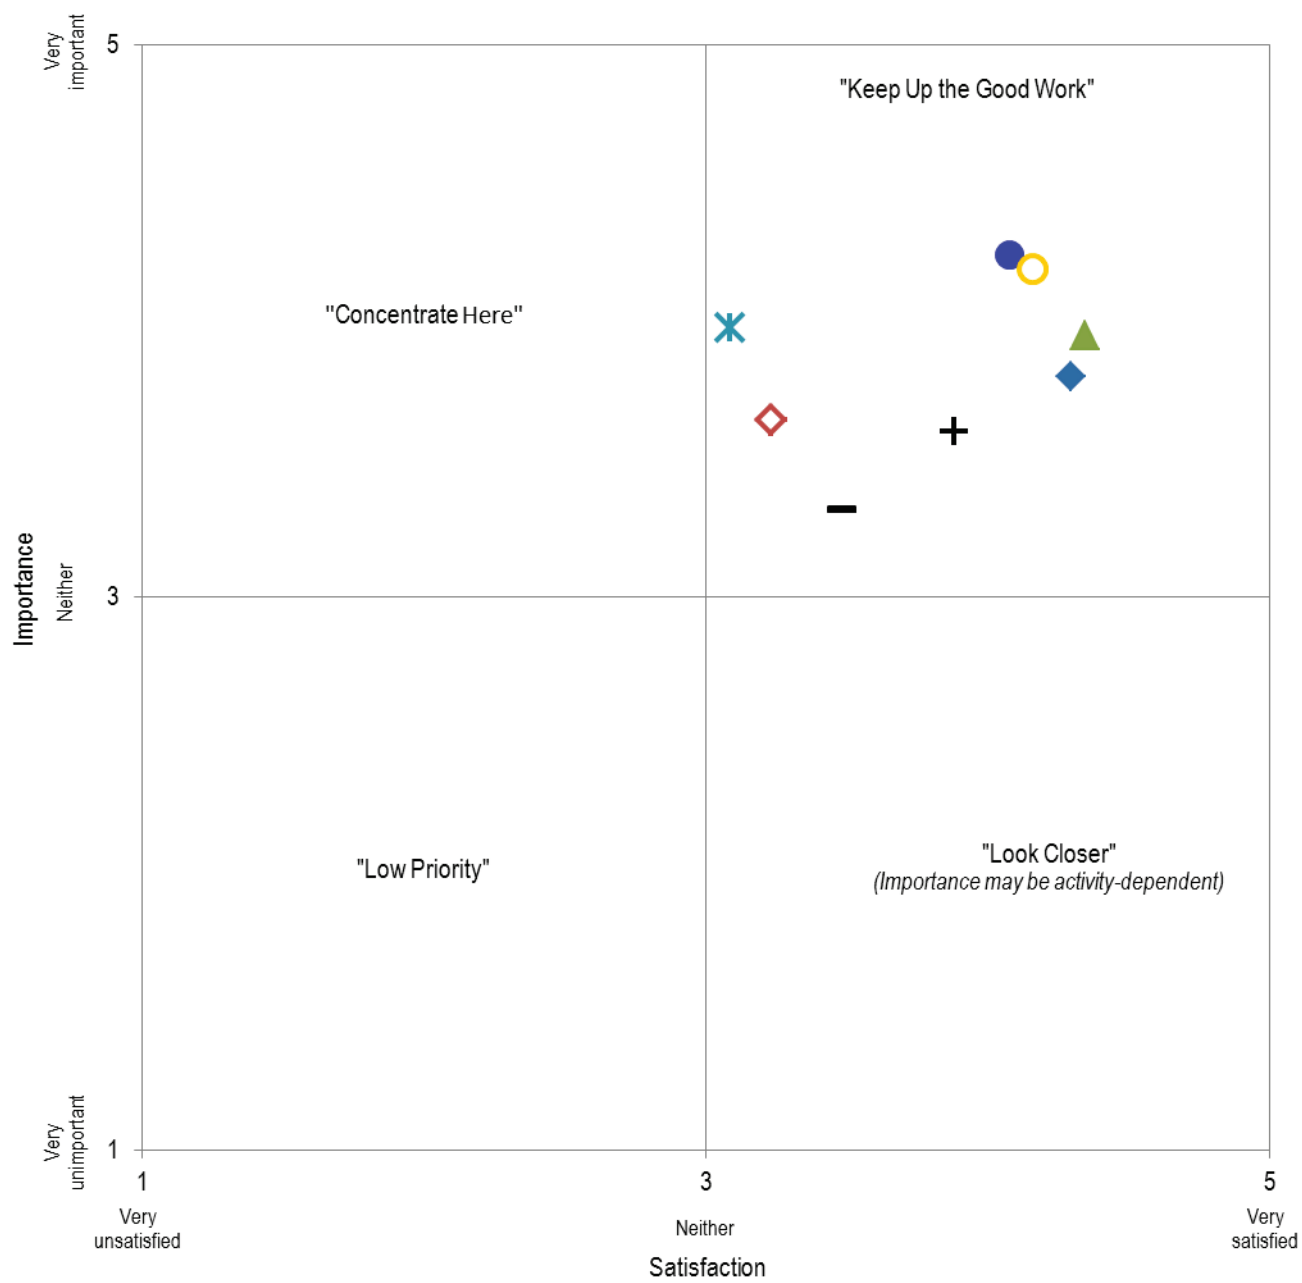 Very
important
5
"Keep Up the Good Work"
"Concentrate Here"
Importance
Neither
3
"Low Priority"
"Look Closer"
(Importance may be activity-dependent)
Very
unimportant
1
1
3
5
Very
unsatisfied
Neither
Very
satisfied
Satisfaction